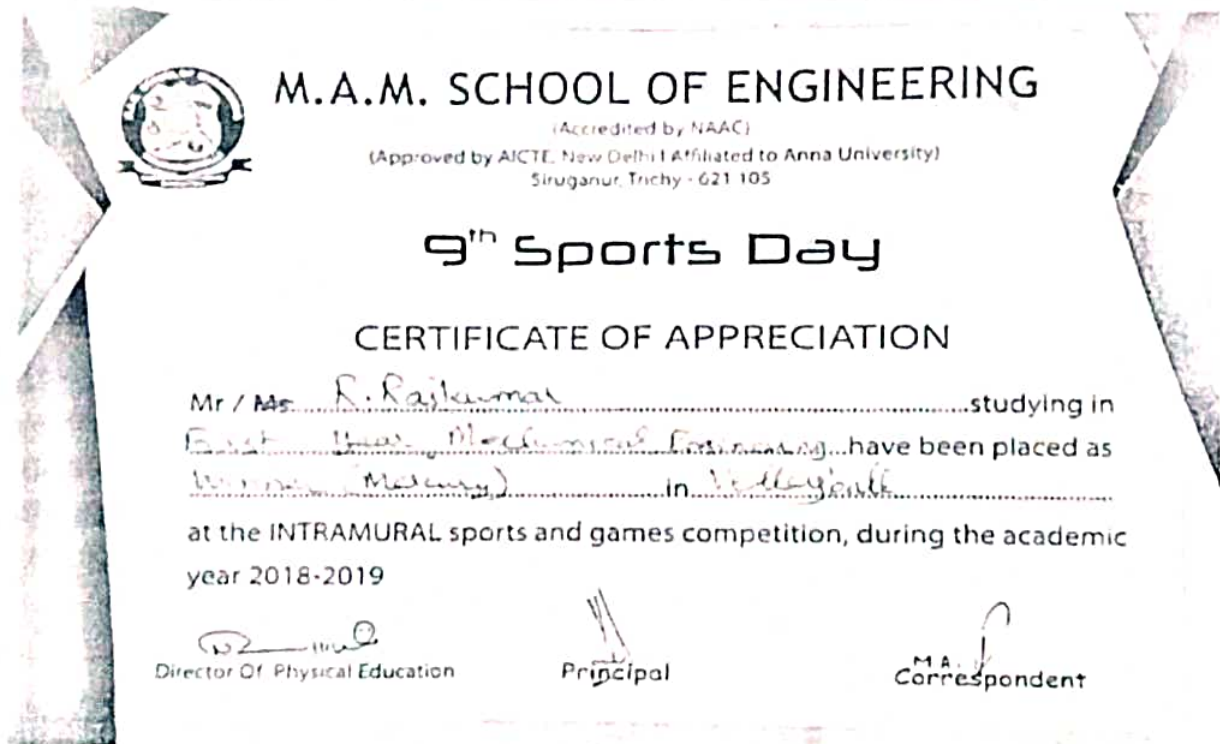 M.A.M. SCHOOL OF ENGINEERING
(Accredited by NAAC)
(Approved by AICTE, New Delhi I Affiliated to Anna University)
Siruganur, Trichy - 621 105
9th Sports Day
CERTIFICATE OF APPRECIATION
Mr / Ms. R. Rajkumar studying in
First Year Mechanical Engineering have been placed as
Winner (Mercury) in Volleyball
at the INTRAMURAL sports and games competition, during the academic
year 2018-2019
Director Of Physical Education
Principal
M A.
Correspondent